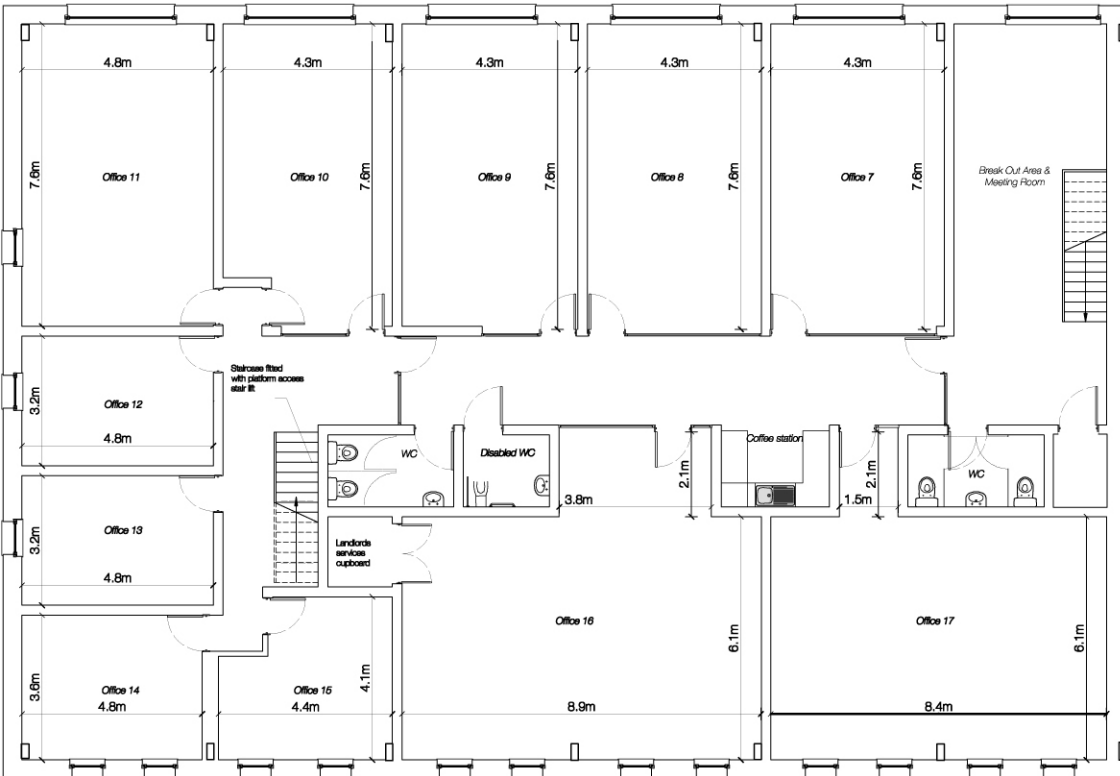 4.8m
4.3m
4.3m
4.3m
4.3m
7.6m
Office 11
Office 10
7.6m
Office 9
7.6m
Office 8
7.6m
Office 7
7.6m
Break Out Area &
Meeting Room
Staircase fitted
with platform access
stair lift
3.2m
Office 12
4.8m
WC
Disabled WC
Coffee station
WC
2.1m
2.1m
3.8m
1.5m
3.2m
Office 13
4.8m
Landlords
services
cupboard
Office 16
6.1m
Office 17
6.1m
3.6m
Office 14
4.8m
Office 15
4.4m
4.1m
8.9m
8.4m